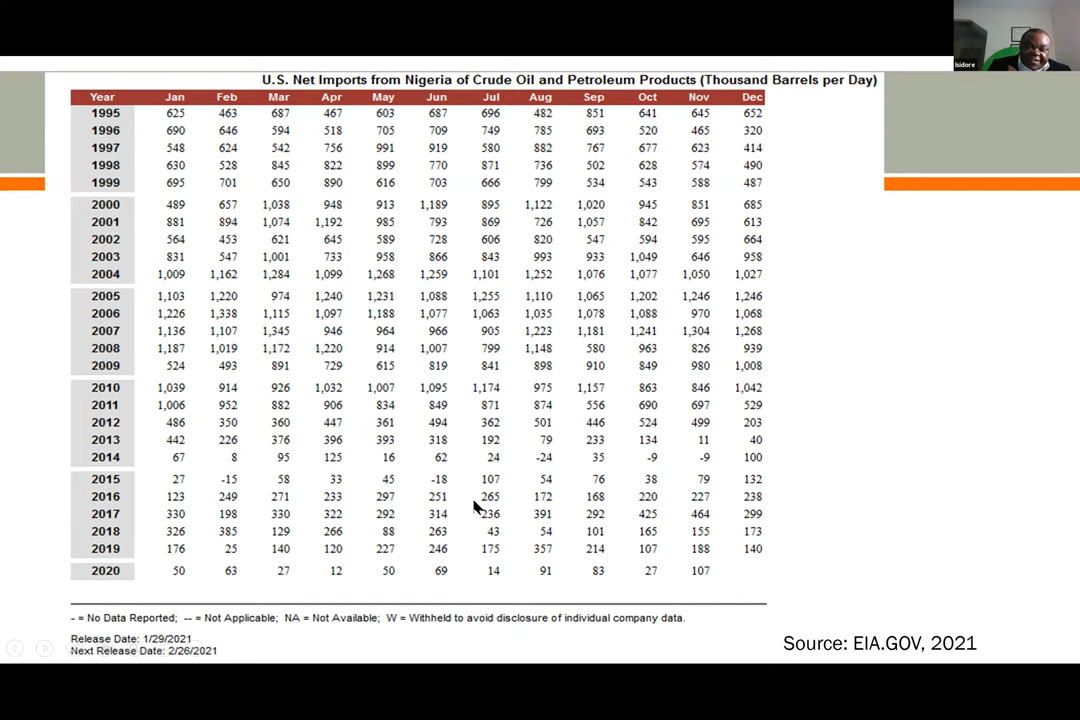 Isidore
U.S. Net Imports from Nigeria of Crude Oil and Petroleum Products (Thousand Barrels per Day)
Year Jan Feb Mar Apr May Jun Jul Aug Sep Oct Nov Dec
1995 625 463 687 467 603 687 696 482 851 641 645 652
1996 690 646 594 518 705 709 749 785 693 520 465 320
1997 548 624 542 756 991 919 580 882 767 677 623 414
1998 630 528 845 822 899 770 871 736 502 628 574 490
1999 695 701 650 890 616 703 666 799 534 543 588 487
2000 489 657 1,038 948 913 1,189 895 1,122 1,020 945 851 685
2001 881 894 1,074 1,192 985 793 869 726 1,057 842 695 613
2002 564 453 621 645 589 728 606 820 547 594 595 664
2003 831 547 1,001 733 958 866 843 993 933 1,049 646 958
2004 1,009 1,162 1,284 1,099 1,268 1,259 1,101 1,252 1,076 1,077 1,050 1,027
2005 1,103 1,220 974 1,240 1,231 1,088 1,255 1,110 1,065 1,202 1,246 1,246
2006 1,226 1,338 1,115 1,097 1,188 1,077 1,063 1,035 1,078 1,088 970 1,068
2007 1,136 1,107 1,345 946 964 966 905 1,223 1,181 1,241 1,304 1,268
2008 1,187 1,019 1,172 1,220 914 1,007 799 1,148 580 963 826 939
2009 524 493 891 729 615 819 841 898 910 849 980 1,008
2010 1,039 914 926 1,032 1,007 1,095 1,174 975 1,157 863 846 1,042
2011 1,006 952 882 906 834 849 871 874 556 690 697 529
2012 486 350 360 447 361 494 362 501 446 524 499 203
2013 442 226 376 396 393 318 192 79 233 134 11 40
2014 67 8 95 125 16 62 24 -24 35 -9 -9 100
2015 27 -15 58 33 45 -18 107 54 76 38 79 132
2016 123 249 271 233 297 251 265 172 168 220 227 238
2017 330 198 330 322 292 314 236 391 292 425 464 299
2018 326 385 129 266 88 263 43 54 101 165 155 173
2019 176 25 140 120 227 246 175 357 214 107 188 140
2020 50 63 27 12 50 69 14 91 83 27 107
- = No Data Reported; -- = Not Applicable; NA = Not Available; W = Withheld to avoid disclosure of individual company data.
Release Date: 1/29/2021
Next Release Date: 2/26/2021
Source: EIA.GOV, 2021